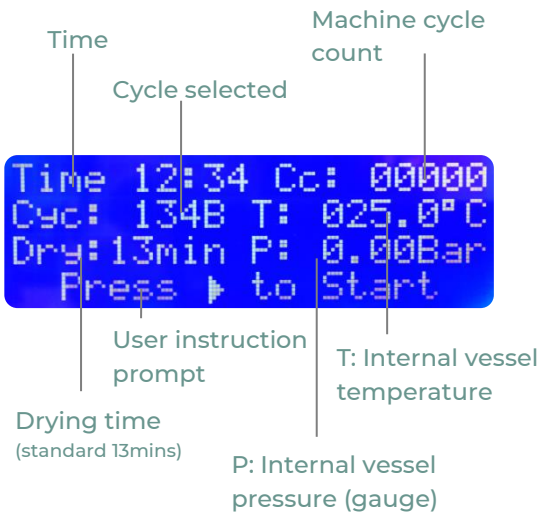 Machine cycle
count
Time
Cycle selected
Time 12:34 Cc: 00000
Cyc: 134B T: 025.0°C
Dry:13min P: 0.00Bar
Press ▶ to Start
User instruction
prompt
T: Internal vessel
temperature
Drying time
(standard 13mins)
P: Internal vessel
pressure (gauge)